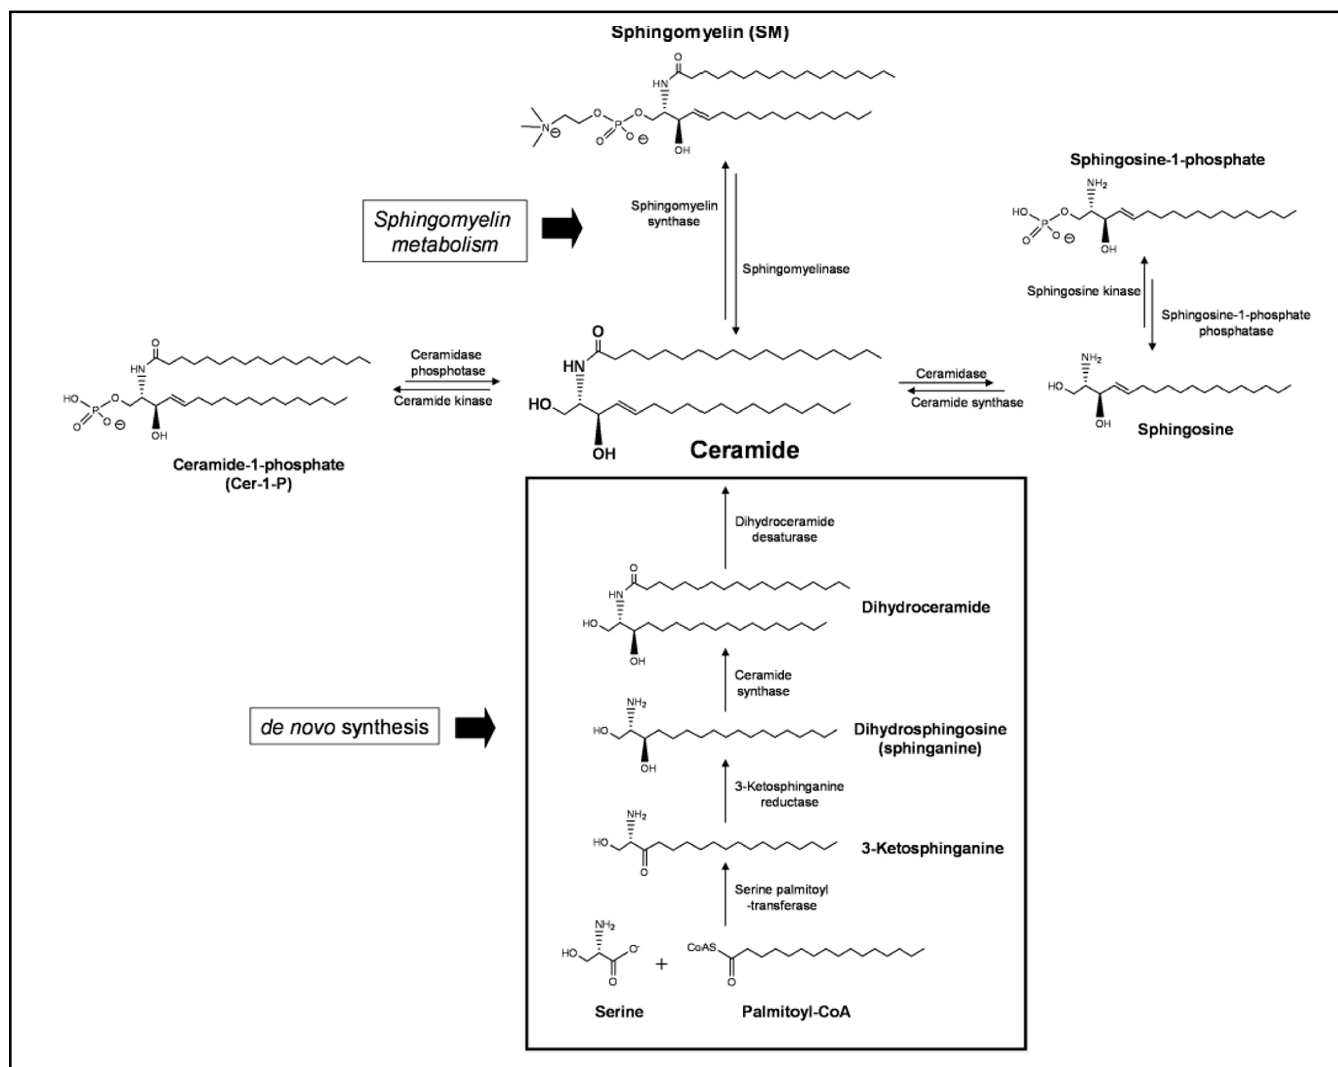 Sphingomyelin (SM)
O
HN
N
⊖
O
P
O
O
O
⊖
OH
Sphingomyelin
metabolism
Sphingomyelin
synthase
Sphingomyelinase
Sphingosine-1-phosphate
NH2
HO
O
P
O
O
⊖
OH
Sphingosine kinase
Sphingosine-1-phosphate
phosphatase
O
HN
HO
O
P
O
O
⊖
OH
Ceramide-1-phosphate
(Cer-1-P)
Ceramidase
phosphotase
Ceramide kinase
O
HN
HO
OH
Ceramide
Ceramidase
Ceramide synthase
NH2
HO
OH
Sphingosine
Dihydroceramide
desaturase
O
HN
HO
OH
Dihydroceramide
Ceramide
synthase
de novo synthesis
NH2
HO
OH
Dihydrosphingosine
(sphinganine)
3-Ketosphinganine
reductase
NH2
HO
O
3-Ketosphinganine
Serine palmitoyl
-transferase
NH2
HO
O-
O
+
CoAS
O
Serine
Palmitoyl-CoA